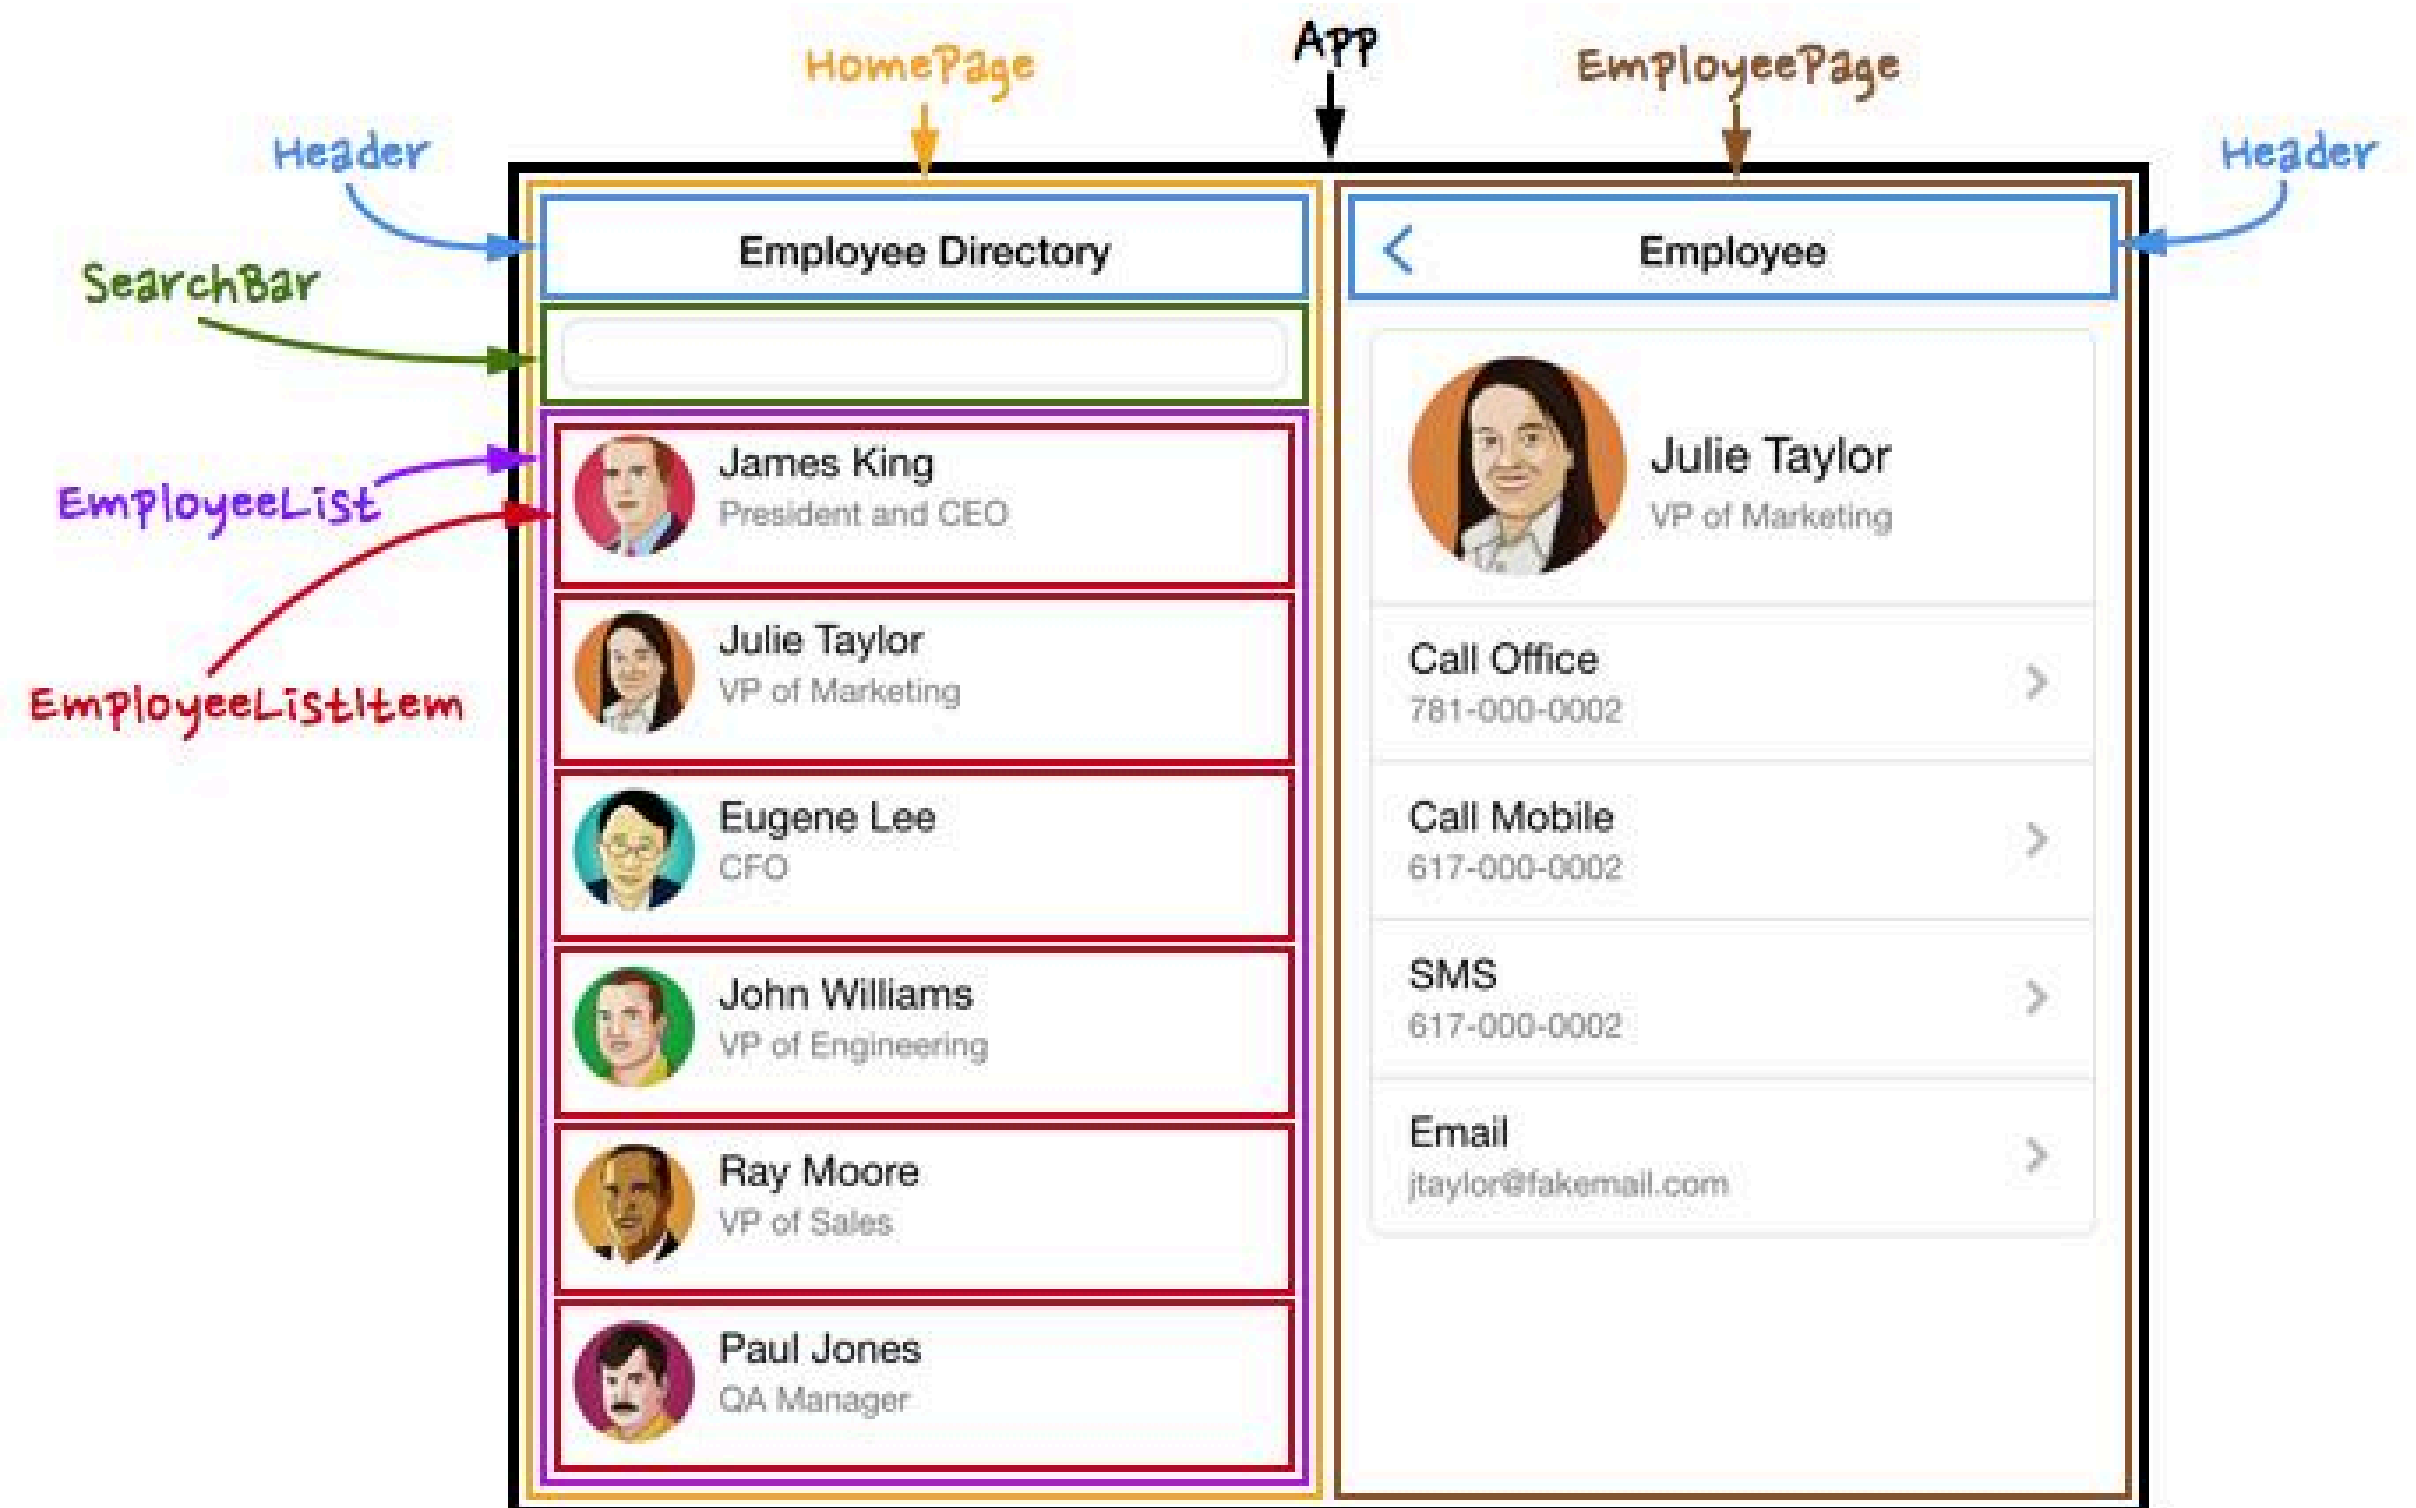 App
HomePage
EmployeePage
Header
Header
SearchBar
EmployeeList
EmployeeListItem
Employee Directory
James King
President and CEO
Julie Taylor
VP of Marketing
Eugene Lee
CFO
John Williams
VP of Engineering
Ray Moore
VP of Sales
Paul Jones
QA Manager
Employee
Julie Taylor
VP of Marketing
Call Office
781-000-0002
Call Mobile
617-000-0002
SMS
617-000-0002
Email
jtaylor@fakemail.com